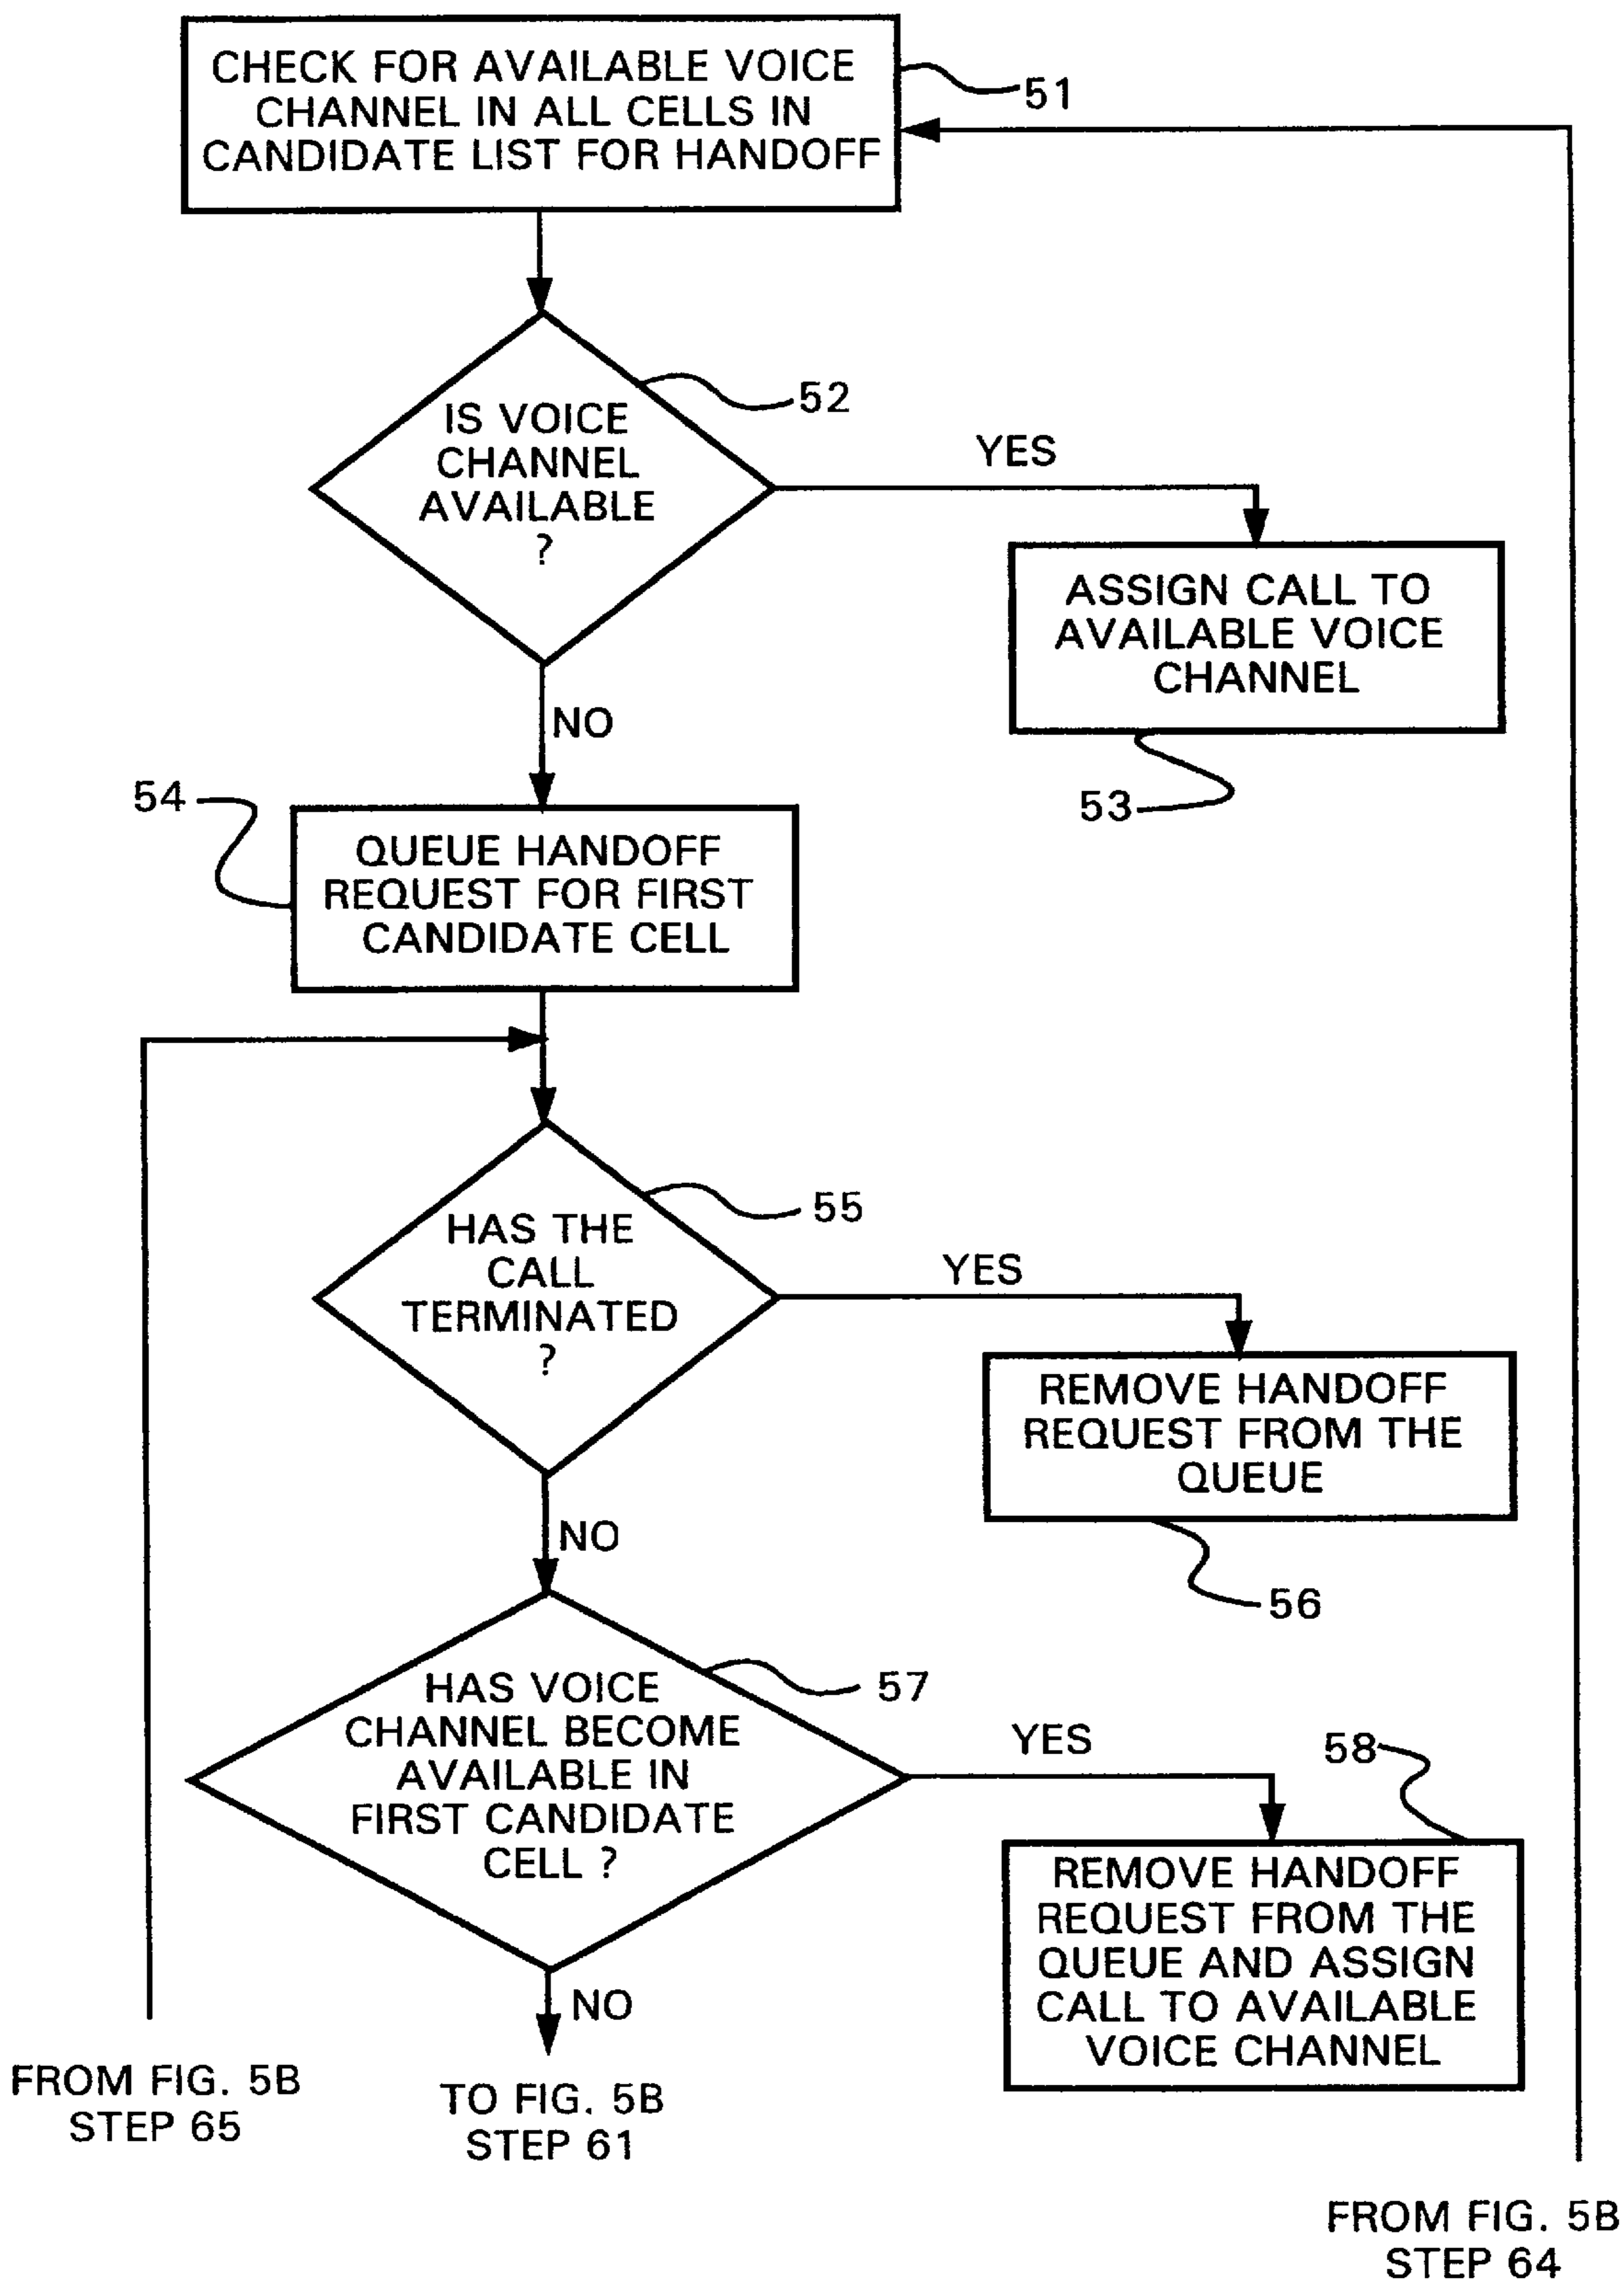 CHECK FOR AVAILABLE VOICE
CHANNEL IN ALL CELLS IN
CANDIDATE LIST FOR HANDOFF
51
IS VOICE
CHANNEL
AVAILABLE
?
52
YES
ASSIGN CALL TO
AVAILABLE VOICE
CHANNEL
53
NO
54
QUEUE HANDOFF
REQUEST FOR FIRST
CANDIDATE CELL
HAS THE
CALL
TERMINATED
?
55
YES
REMOVE HANDOFF
REQUEST FROM THE
QUEUE
56
NO
HAS VOICE
CHANNEL BECOME
AVAILABLE IN
FIRST CANDIDATE
CELL ?
57
YES
58
REMOVE HANDOFF
REQUEST FROM THE
QUEUE AND ASSIGN
CALL TO AVAILABLE
VOICE CHANNEL
NO
FROM FIG. 5B
STEP 65
TO FIG. 5B
STEP 61
FROM FIG. 5B
STEP 64